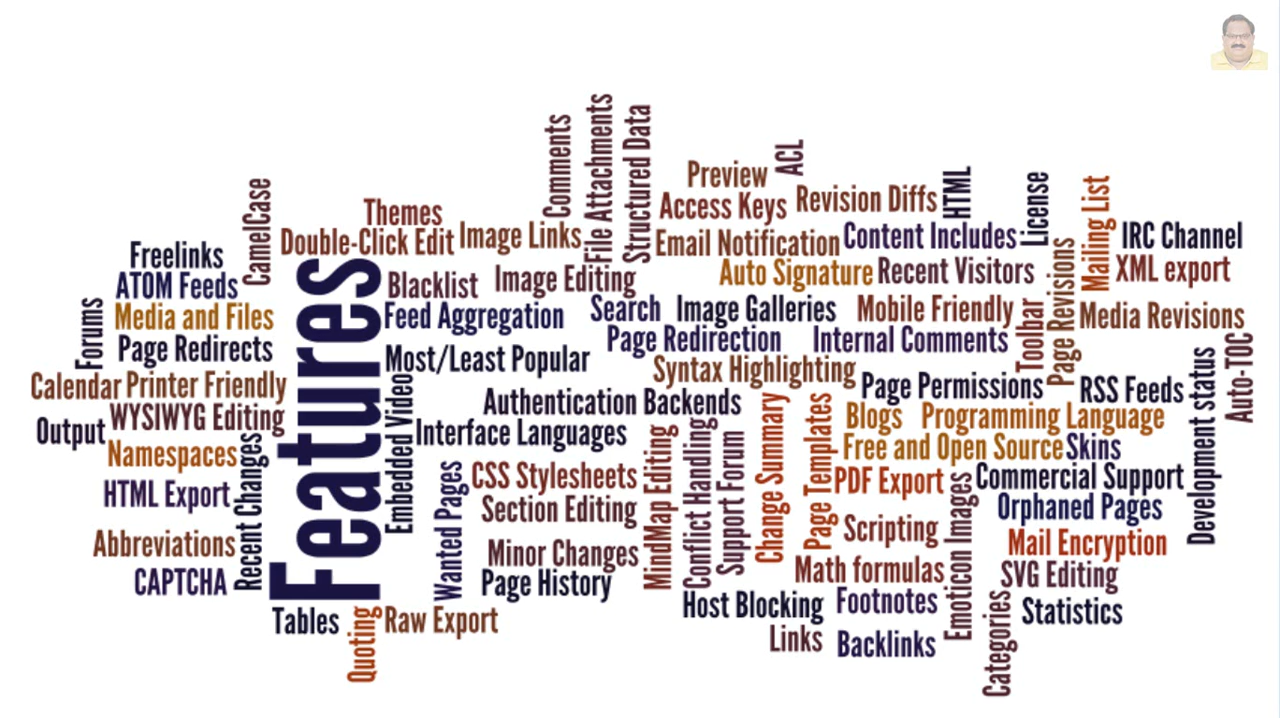 Comments
File Attachments
Structured Data
ACL
Preview
Access Keys
Revision Diffs
HTML
License
Mailing List
IRC Channel
XML export
CamelCase
Themes
Double-Click Edit
Image Links
Email Notification
Content Includes
Auto Signature
Recent Visitors
Page Revisions
Freelinks
ATOM Feeds
Media and Files
Forums
Page Redirects
Features
Blacklist
Image Editing
Feed Aggregation
Search
Image Galleries
Mobile Friendly
Toolbar
Media Revisions
Page Redirection
Internal Comments
Most/Least Popular
Syntax Highlighting
Page Permissions
RSS Feeds
Development status
Auto-TOC
Calendar
Printer Friendly
WYSIWYG Editing
Output
Namespaces
Recent Changes
HTML Export
Abbreviations
CAPTCHA
Embedded Video
Authentication Backends
Interface Languages
Wanted Pages
CSS Stylesheets
Section Editing
Minor Changes
Page History
MindMap Editing
Conflict Handling
Support Forum
Change Summary
Page Templates
Blogs
Programming Language
Free and Open Source
Skins
PDF Export
Commercial Support
Orphaned Pages
Scripting
Emoticon Images
Mail Encryption
Math formulas
SVG Editing
Host Blocking
Footnotes
Statistics
Links
Backlinks
Categories
Tables
Quoting
Raw Export